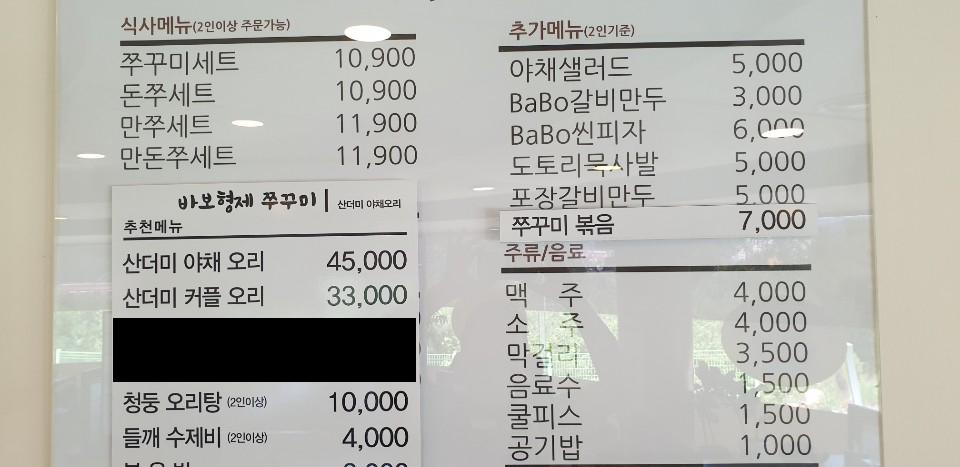 식사메뉴(2인이상 주문가능)
쭈꾸미세트 10,900
돈쭈세트 10,900
만쭈세트 11,900
만돈쭈세트 11,900
바보형제 쭈꾸미 | 산더미 야채오리
추천메뉴
산더미 야채 오리 45,000
산더미 커플 오리 33,000
청둥 오리탕 (2인이상) 10,000
들깨 수제비 (2인이상) 4,000
추가메뉴(2인기준)
야채샐러드 5,000
BaBo갈비만두 3,000
BaBo씬피자 6,000
도토리묵사발 5,000
포장갈비만두 5,000
쭈꾸미 볶음 7,000
주류/음료
맥 주 4,000
소 주 4,000
막걸리 3,500
음료수 1,500
쿨피스 1,500
공기밥 1,000